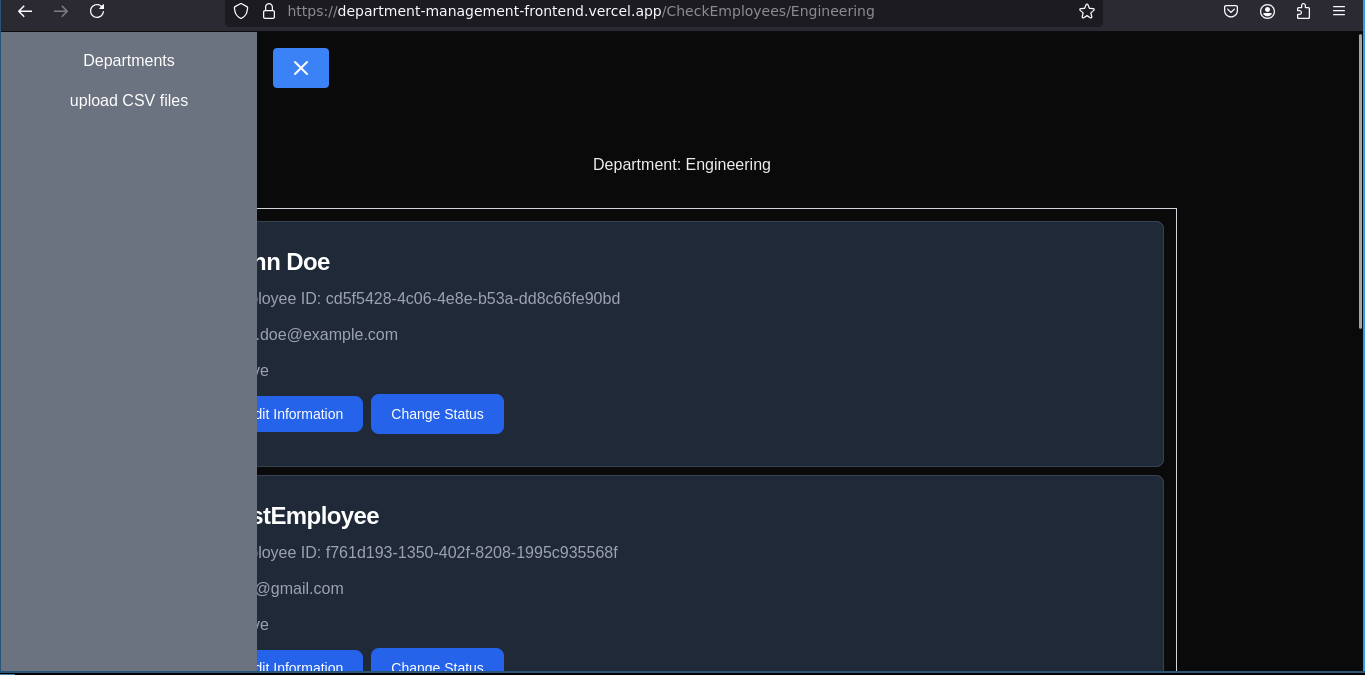 https://department-management-frontend.vercel.app/CheckEmployees/Engineering
Departments
upload CSV files
Department: Engineering
nn Doe
loyee ID: cd5f5428-4c06-4e8e-b53a-dd8c66fe90bd
.doe@example.com
ve
dit Information
Change Status
stEmployee
loyee ID: f761d193-1350-402f-8208-1995c935568f
@gmail.com
ve
dit Information
Change Status